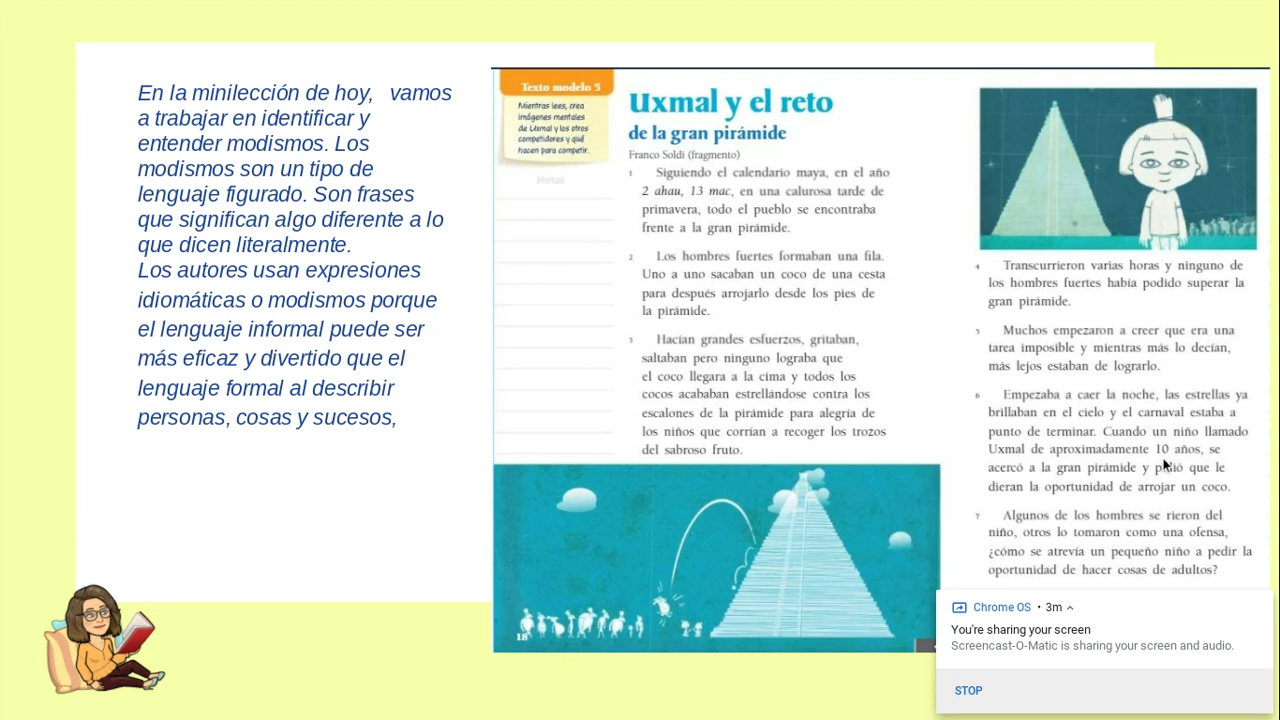 En la minilección de hoy, vamos
a trabajar en identificar y
entender modismos. Los
modismos son un tipo de
lenguaje figurado. Son frases
que significan algo diferente a lo
que dicen literalmente.
Los autores usan expresiones
idiomáticas o modismos porque
el lenguaje informal puede ser
más eficaz y divertido que el
lenguaje formal al describir
personas, cosas y sucesos,
Texto modelo 5
Mientras lees, crea
imágenes mentales
de Uxmal y los otros
competidores y qué
hacen para competir.
Notas
Uxmal y el reto
de la gran pirámide
Franco Soldi (fragmento)
1 Siguiendo el calendario maya, en el año
2 ahau, 13 mac, en una calurosa tarde de
primavera, todo el pueblo se encontraba
frente a la gran pirámide.
2 Los hombres fuertes formaban una fila.
Uno a uno sacaban un coco de una cesta
para después arrojarlo desde los pies de
la pirámide.
3 Hacían grandes esfuerzos, gritaban,
saltaban pero ninguno lograba que
el coco llegara a la cima y todos los
cocos acababan estrellándose contra los
escalones de la pirámide para alegría de
los niños que corrían a recoger los trozos
del sabroso fruto.
18
4 Transcurrieron varias horas y ninguno de
los hombres fuertes había podido superar la
gran pirámide.
5 Muchos empezaron a creer que era una
tarea imposible y mientras más lo decían,
más lejos estaban de lograrlo.
6 Empezaba a caer la noche, las estrellas ya
brillaban en el cielo y el carnaval estaba a
punto de terminar. Cuando un niño llamado
Uxmal de aproximadamente 10 años, se
acercó a la gran pirámide y pidió que le
dieran la oportunidad de arrojar un coco.
7 Algunos de los hombres se rieron del
niño, otros lo tomaron como una ofensa,
¿cómo se atrevía un pequeño niño a pedir la
oportunidad de hacer cosas de adultos?
Chrome OS • 3m
You're sharing your screen
Screencast-O-Matic is sharing your screen and audio.
STOP